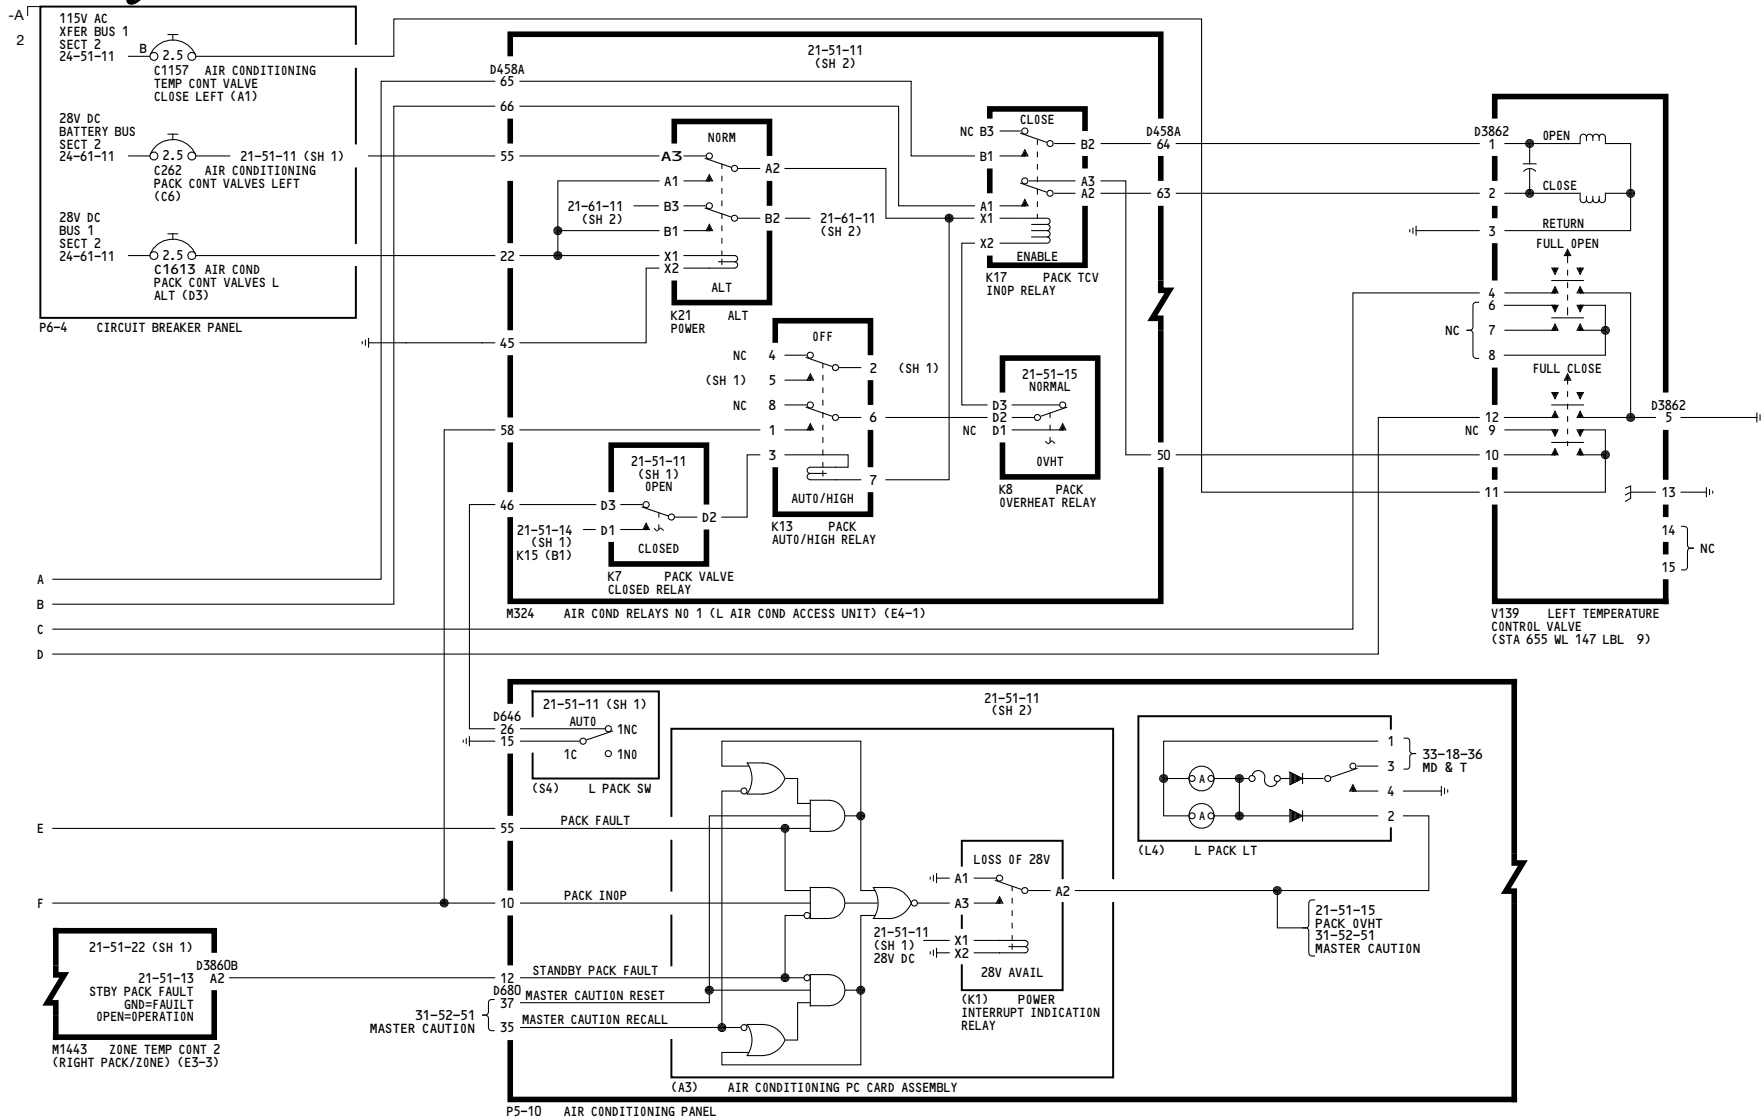 -A
2
115V AC
XFER BUS 1
SECT 2
24-51-11
B
2.5
C1157 AIR CONDITIONING
TEMP CONT VALVE
CLOSE LEFT (A1)
28V DC
BATTERY BUS
SECT 2
24-61-11
2.5
21-51-11 (SH 1)
C262 AIR CONDITIONING
PACK CONT VALVES LEFT
(C6)
28V DC
BUS 1
SECT 2
24-61-11
2.5
C1613 AIR COND
PACK CONT VALVES L
ALT (D3)
P6-4 CIRCUIT BREAKER PANEL
21-51-11
(SH 2)
D458A
65
66
55
22
45
58
46
NORM
A3
A2
A1
B3
B2
B1
X1
X2
ALT
21-61-11
(SH 2)
21-61-11
(SH 2)
K21 ALT
POWER
CLOSE
NC B3
B2
B1
A3
A2
A1
X1
X2
ENABLE
K17 PACK TCV
INOP RELAY
D458A
64
63
50
OFF
NC 4
2 (SH 1)
(SH 1) 5
NC 8
6
1
3
7
AUTO/HIGH
K13 PACK
AUTO/HIGH RELAY
21-51-15
NORMAL
D3
D2
NC D1
OVHT
K8 PACK
OVERHEAT RELAY
21-51-11
(SH 1)
OPEN
D3
D2
D1
CLOSED
21-51-14
(SH 1)
K15 (B1)
K7 PACK VALVE
CLOSED RELAY
M324 AIR COND RELAYS NO 1 (L AIR COND ACCESS UNIT) (E4-1)
D3862
1
OPEN
2
CLOSE
3
RETURN
FULL OPEN
4
6
NC 7
8
FULL CLOSE
12
NC 9
10
11
D3862
5
13
14
NC
15
V139 LEFT TEMPERATURE
CONTROL VALVE
(STA 655 WL 147 LBL 9)
A
B
C
D
E
F
21-51-11
(SH 2)
21-51-11 (SH 1)
D646
26
15
AUTO
1NC
1C
1NO
(S4) L PACK SW
55 PACK FAULT
10 PACK INOP
12 STANDBY PACK FAULT
D680
37 MASTER CAUTION RESET
35 MASTER CAUTION RECALL
31-52-51
MASTER CAUTION
LOSS OF 28V
A1
A2
A3
21-51-11
(SH 1)
28V DC
X1
X2
28V AVAIL
(K1) POWER
INTERRUPT INDICATION
RELAY
(A3) AIR CONDITIONING PC CARD ASSEMBLY
P5-10 AIR CONDITIONING PANEL
A
A
1
3
4
2
33-18-36
MD & T
(L4) L PACK LT
21-51-15
PACK OVHT
31-52-51
MASTER CAUTION
21-51-22 (SH 1)
D3860B
A2
21-51-13
STBY PACK FAULT
GND=FAUILT
OPEN=OPERATION
M1443 ZONE TEMP CONT 2
(RIGHT PACK/ZONE) (E3-3)